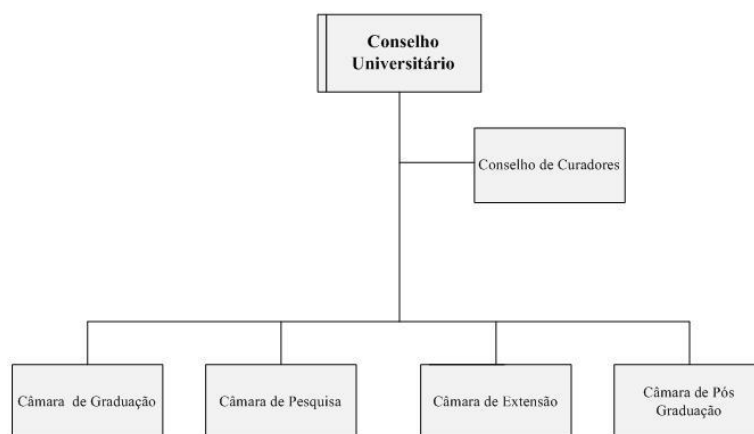 Conselho
Universitário
Conselho de Curadores
Câmara de Graduação
Câmara de Pesquisa
Câmara de Extensão
Câmara de Pós
Graduação